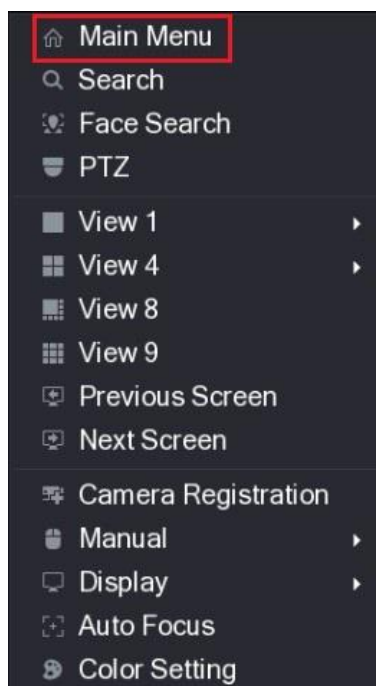 Main Menu
Search
Face Search
PTZ
View 1
View 4
View 8
View 9
Previous Screen
Next Screen
Camera Registration
Manual
Display
Auto Focus
Color Setting